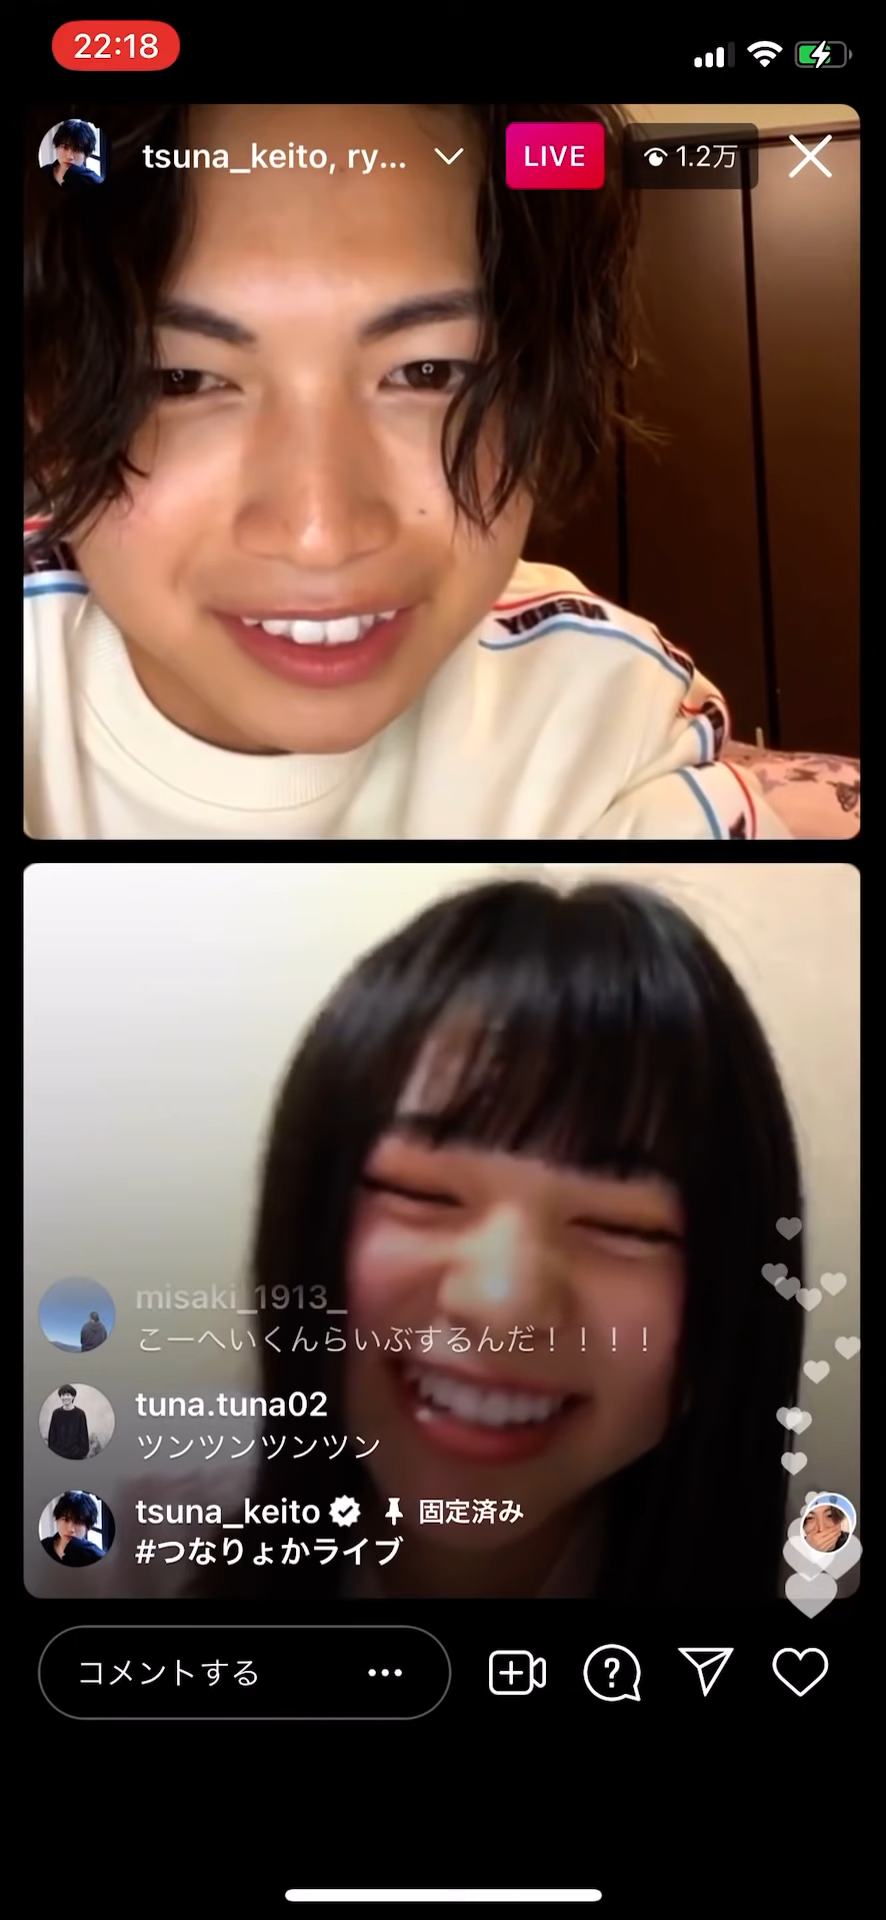 22:18
tsuna_keito, ry...
LIVE
1.2万
NERDY
misaki_1913_
こーへいくんらいぶするんだ！！！！
tuna.tuna02
ツンツンツンツン
tsuna_keito 固定済み
#つなりょかライブ
コメントする